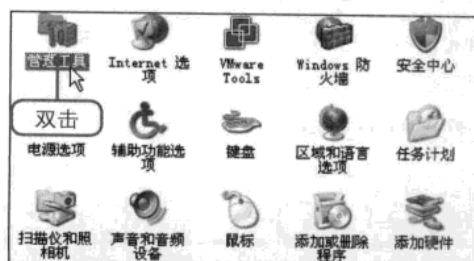 管理工具
Internet 选
项
VMware
Tools
Windows 防
火墙
安全中心
双击
电源选项
辅助功能选
项
键盘
区域和语言
选项
任务计划
扫描仪和照
相机
声音和音频
设备
鼠标
添加或删除
程序
添加硬件